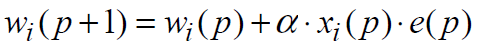 wᵢ(p+1) = wᵢ(p) + α · xᵢ(p) · e(p)